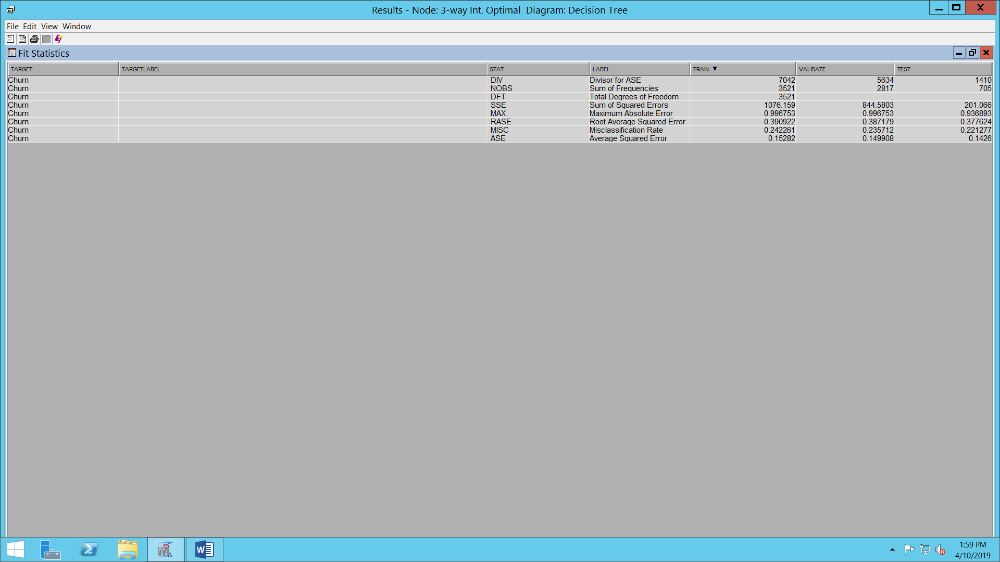 Results - Node: 3-way Int. Optimal  Diagram: Decision Tree
File Edit View Window
Fit Statistics
TARGET TARGETLABEL STAT LABEL TRAIN ▼ VALIDATE TEST
Churn DIV Divisor for ASE 7042 5634 1410
Churn NOBS Sum of Frequencies 3521 2817 705
Churn DFT Total Degrees of Freedom 3521 . .
Churn SSE Sum of Squared Errors 1076.159 844.5803 201.066
Churn MAX Maximum Absolute Error 0.996753 0.996753 0.936893
Churn RASE Root Average Squared Error 0.390922 0.387179 0.377624
Churn MISC Misclassification Rate 0.242261 0.235712 0.221277
Churn ASE Average Squared Error 0.15282 0.149908 0.1426
1:59 PM
4/10/2019